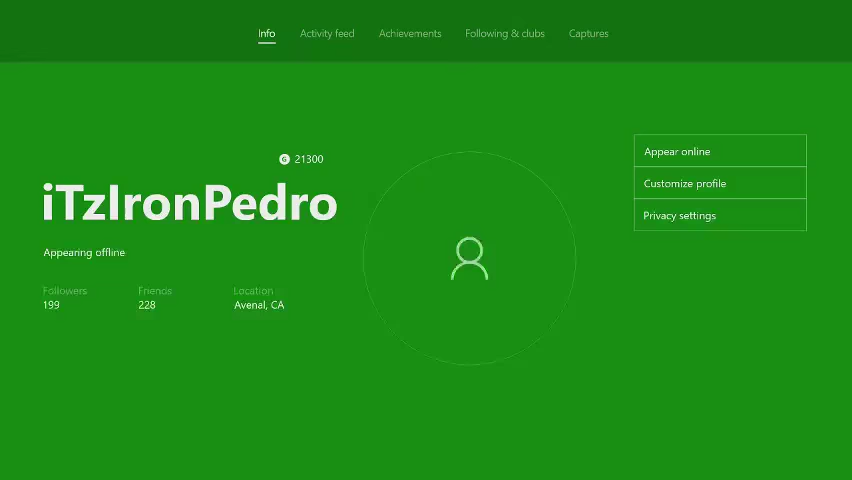 Info Activity feed Achievements Following & clubs Captures
G 21300
iTzIronPedro
Appearing offline
Followers Friends Location
199 228 Avenal, CA
Appear online
Customize profile
Privacy settings